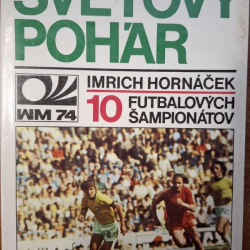 SVETOVÝ
POHÁR
IMRICH HORNÁČEK
WM 74
10 FUTBALOVÝCH
ŠAMPIONÁTOV